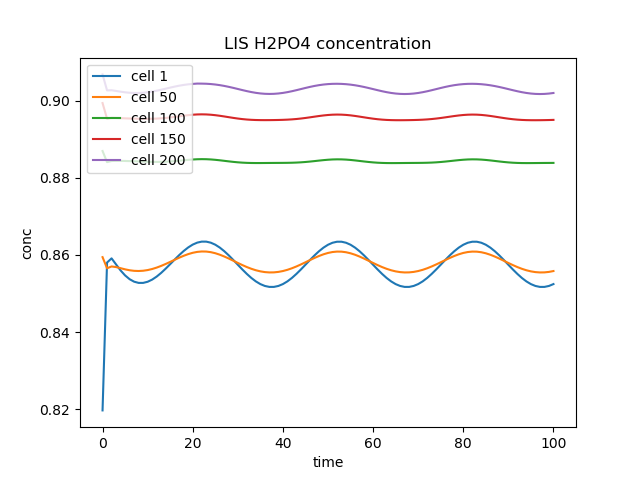 LIS H2PO4 concentration
cell 1
cell 50
cell 100
cell 150
cell 200
conc
0.90
0.88
0.86
0.84
0.82
0 20 40 60 80 100
time